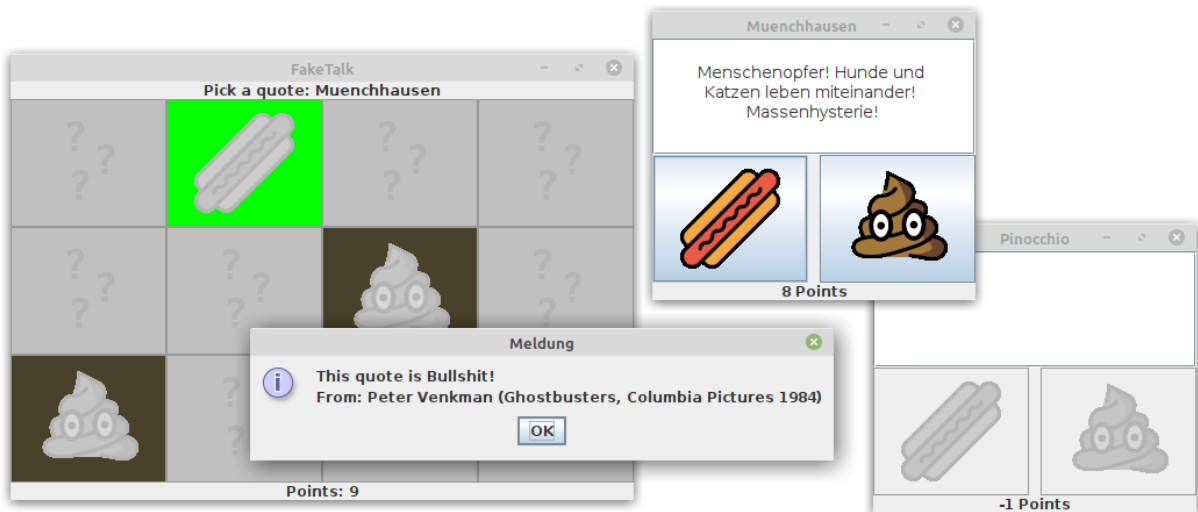 FakeTalk
Pick a quote: Muenchhausen
? ? ?
? ? ?
? ? ?
? ? ?
? ? ?
? ? ?
? ?
Points: 9
Muenchhausen
Menschenopfer! Hunde und
Katzen leben miteinander!
Massenhysterie!
8 Points
Pinocchio
-1 Points
Meldung
i
This quote is Bullshit!
From: Peter Venkman (Ghostbusters, Columbia Pictures 1984)
OK